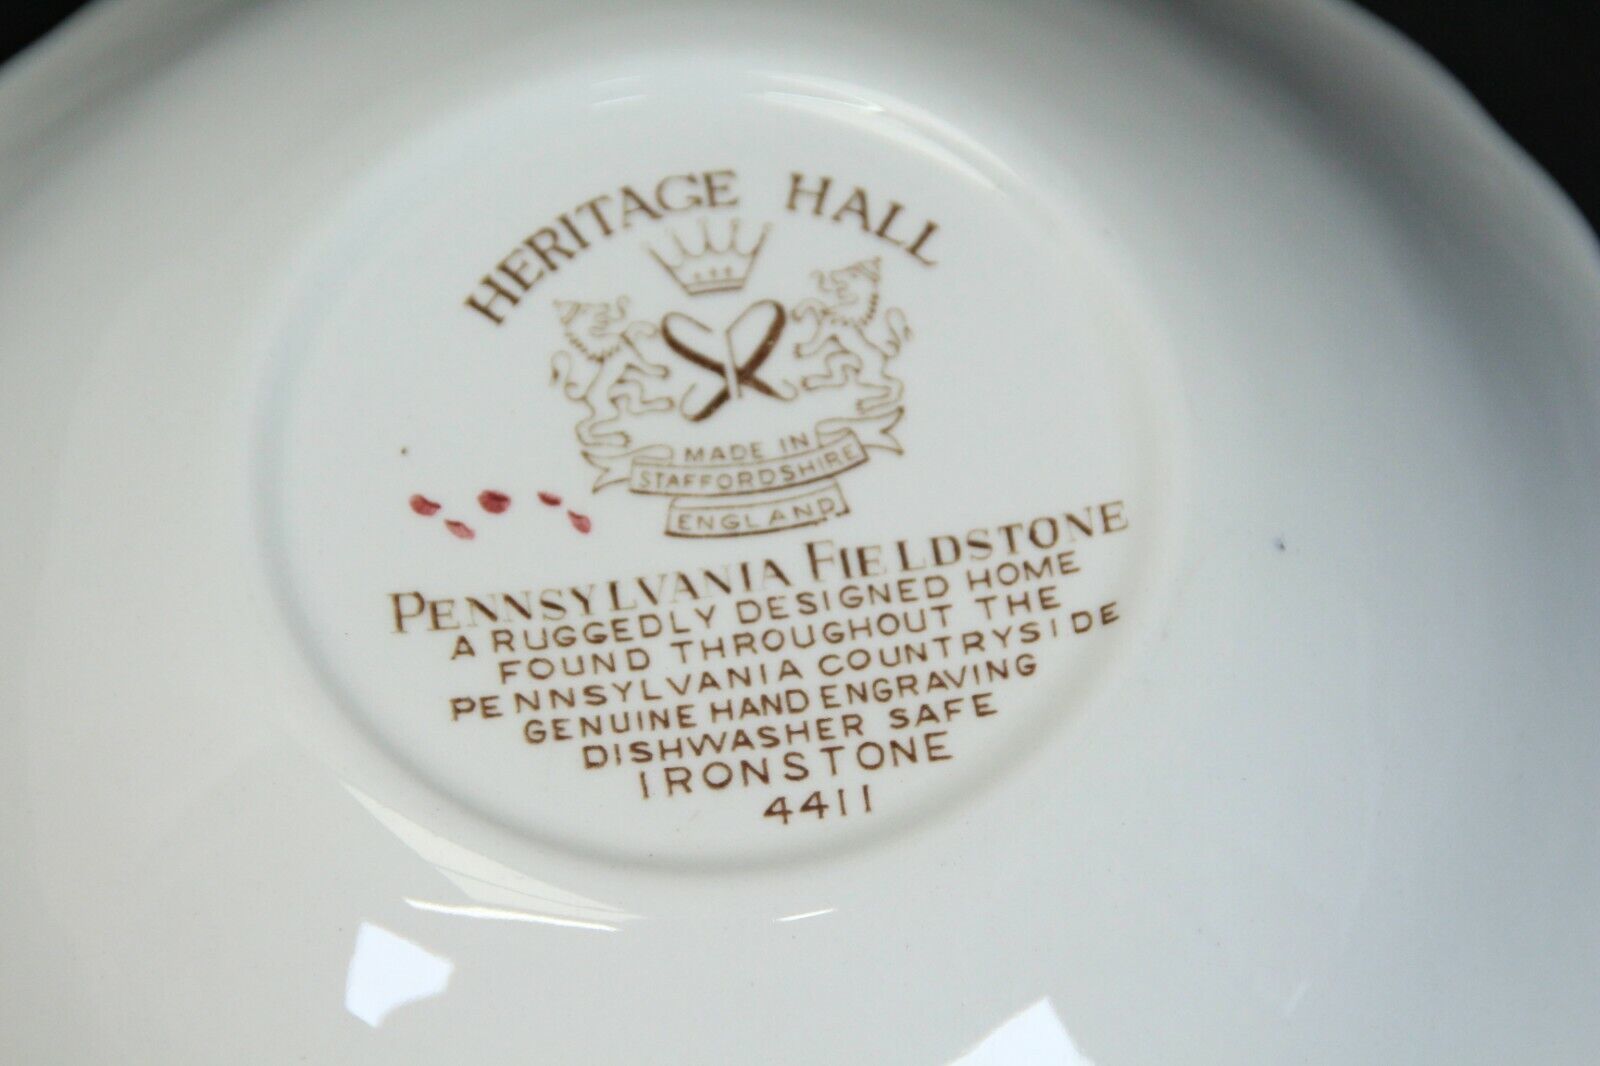 HERITAGE HALL
MADE IN
STAFFORDSHIRE
ENGLAND
PENNSYLVANIA FIELDSTONE
A RUGGEDLY DESIGNED HOME
FOUND THROUGHOUT THE
PENNSYLVANIA COUNTRYSIDE
GENUINE HAND ENGRAVING
DISHWASHER SAFE
IRONSTONE
4411